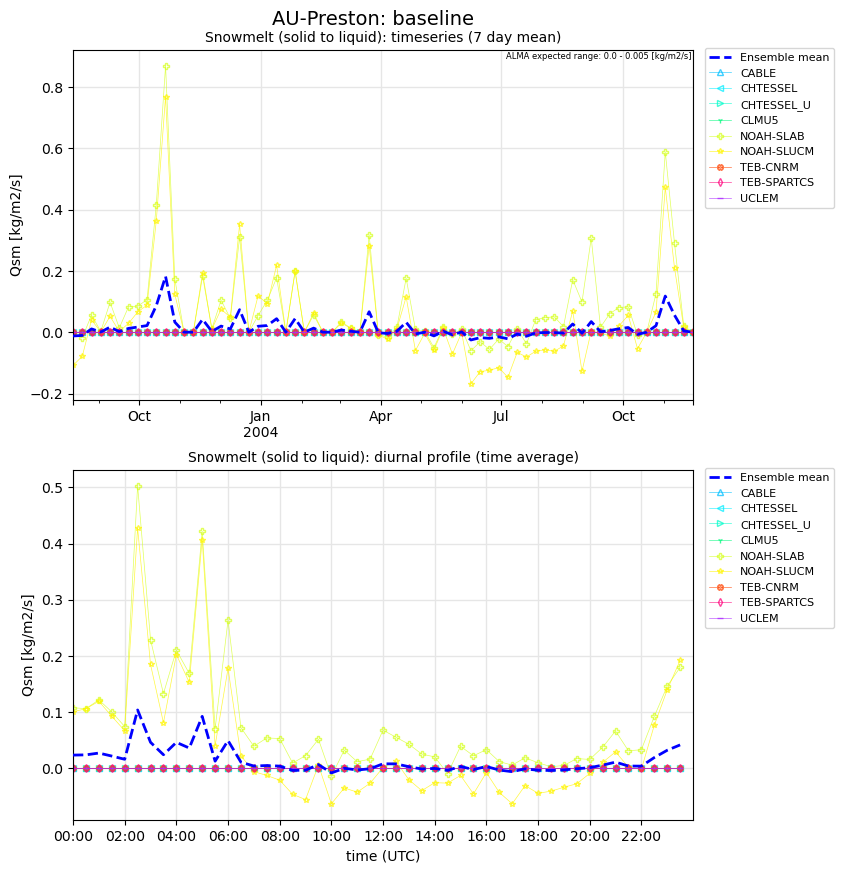 AU-Preston: baseline
Snowmelt (solid to liquid): timeseries (7 day mean)
ALMA expected range: 0.0 - 0.005 [kg/m2/s]
Qsm [kg/m2/s]
0.8
0.6
0.4
0.2
0.0
−0.2
Oct
Jan
2004
Apr
Jul
Oct
Ensemble mean
CABLE
CHTESSEL
CHTESSEL_U
CLMU5
NOAH-SLAB
NOAH-SLUCM
TEB-CNRM
TEB-SPARTCS
UCLEM
Snowmelt (solid to liquid): diurnal profile (time average)
Qsm [kg/m2/s]
0.5
0.4
0.3
0.2
0.1
0.0
00:00
02:00
04:00
06:00
08:00
10:00
12:00
14:00
16:00
18:00
20:00
22:00
time (UTC)
Ensemble mean
CABLE
CHTESSEL
CHTESSEL_U
CLMU5
NOAH-SLAB
NOAH-SLUCM
TEB-CNRM
TEB-SPARTCS
UCLEM